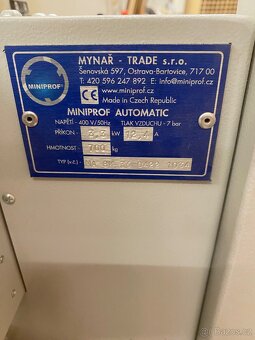 MYNAŘ - TRADE s.r.o.
Šenovská 597, Ostrava-Bartovice, 717 00
T: 420 596 247 892 E: info@miniprof.cz
miniprof.cz
Made in Czech Republic
CE
MINIPROF
MINIPROF AUTOMATIC
NAPĚTÍ - 400 V/50Hz TLAK VZDUCHU - 7 bar
PŘÍKON kW A
HMOTNOST kg
TYP (v.č.)